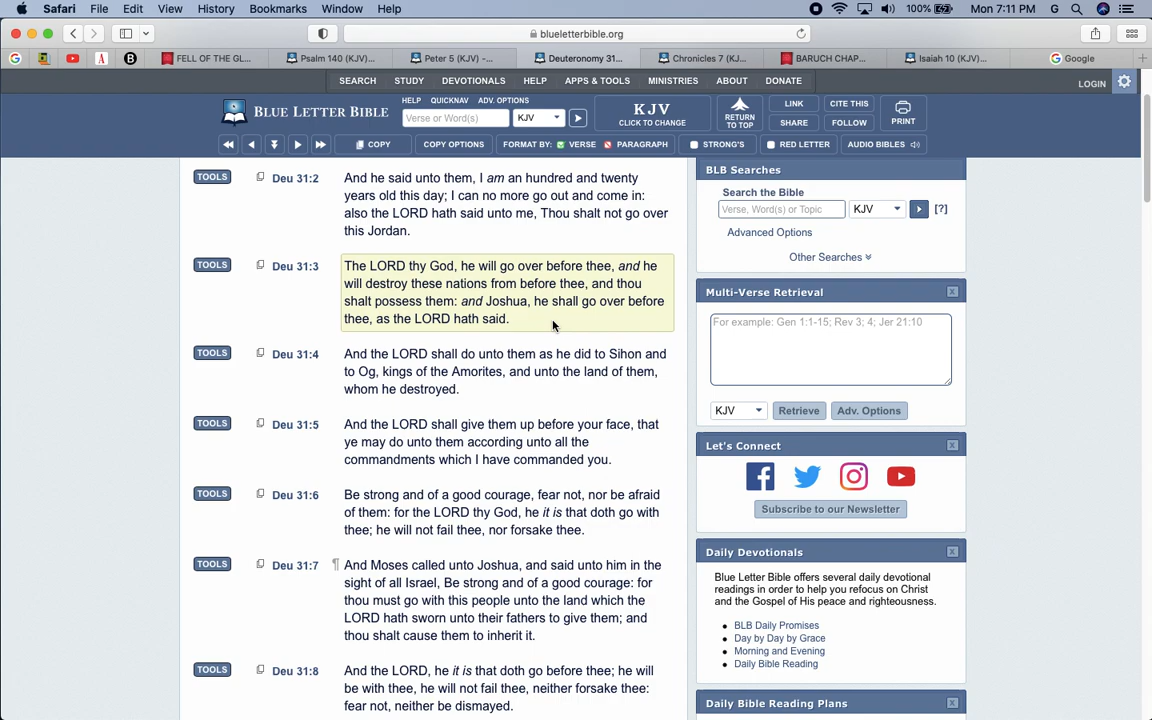 Safari File Edit View History Bookmarks Window Help 100% Mon 7:11 PM G
blueletterbible.org
FELL OF THE GL... Psalm 140 (KJV)... Peter 5 (KJV) -... Deuteronomy 31... Chronicles 7 (KJ... BARUCH CHAP... Isaiah 10 (KJV)... Google
SEARCH STUDY DEVOTIONALS HELP APPS & TOOLS MINISTRIES ABOUT DONATE LOGIN
BLUE LETTER BIBLE
HELP QUICKNAV ADV. OPTIONS
Verse or Word(s) KJV
KJV
CLICK TO CHANGE
RETURN
TO TOP
LINK CITE THIS
SHARE FOLLOW
PRINT
COPY COPY OPTIONS FORMAT BY: VERSE PARAGRAPH STRONG'S RED LETTER AUDIO BIBLES
TOOLS Deu 31:2 And he said unto them, I am an hundred and twenty
years old this day; I can no more go out and come in:
also the LORD hath said unto me, Thou shalt not go over
this Jordan.
TOOLS Deu 31:3 The LORD thy God, he will go over before thee, and he
will destroy these nations from before thee, and thou
shalt possess them: and Joshua, he shall go over before
thee, as the LORD hath said.
TOOLS Deu 31:4 And the LORD shall do unto them as he did to Sihon and
to Og, kings of the Amorites, and unto the land of them,
whom he destroyed.
TOOLS Deu 31:5 And the LORD shall give them up before your face, that
ye may do unto them according unto all the
commandments which I have commanded you.
TOOLS Deu 31:6 Be strong and of a good courage, fear not, nor be afraid
of them: for the LORD thy God, he it is that doth go with
thee; he will not fail thee, nor forsake thee.
TOOLS Deu 31:7 ¶ And Moses called unto Joshua, and said unto him in the
sight of all Israel, Be strong and of a good courage: for
thou must go with this people unto the land which the
LORD hath sworn unto their fathers to give them; and
thou shalt cause them to inherit it.
TOOLS Deu 31:8 And the LORD, he it is that doth go before thee; he will
be with thee, he will not fail thee, neither forsake thee:
fear not, neither be dismayed.
BLB Searches
Search the Bible
Verse, Word(s) or Topic KJV [?]
Advanced Options
Other Searches
Multi-Verse Retrieval
For example: Gen 1:1-15; Rev 3; 4; Jer 21:10
KJV Retrieve Adv. Options
Let's Connect
Subscribe to our Newsletter
Daily Devotionals
Blue Letter Bible offers several daily devotional
readings in order to help you refocus on Christ
and the Gospel of His peace and righteousness.
BLB Daily Promises
Day by Day by Grace
Morning and Evening
Daily Bible Reading
Daily Bible Reading Plans